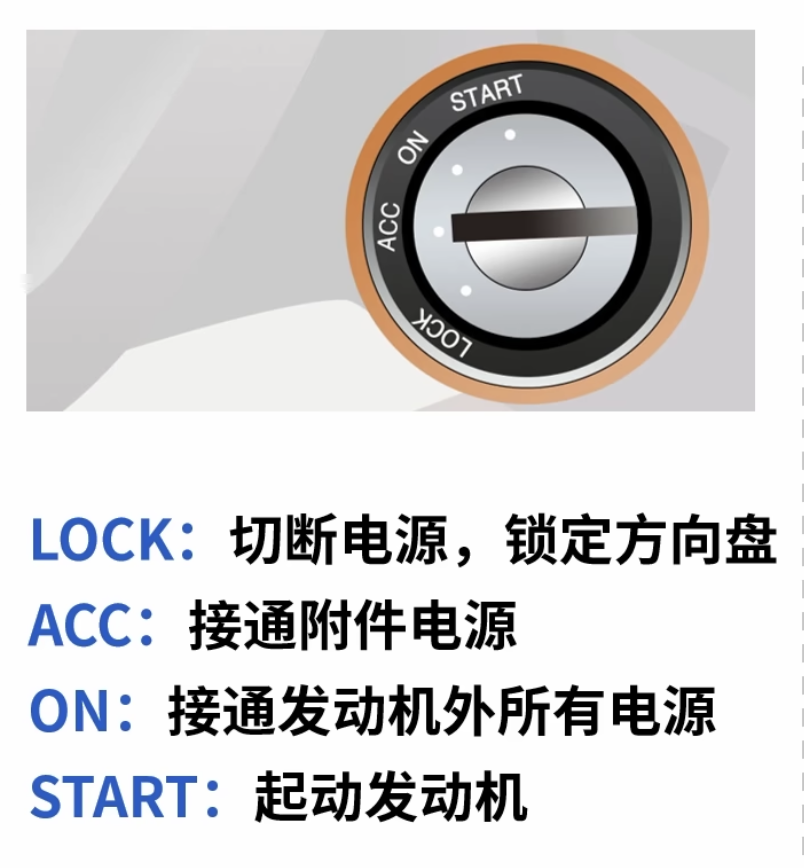 START
ON
ACC
LOCK
LOCK：切断电源，锁定方向盘
ACC：接通附件电源
ON：接通发动机外所有电源
START：起动发动机